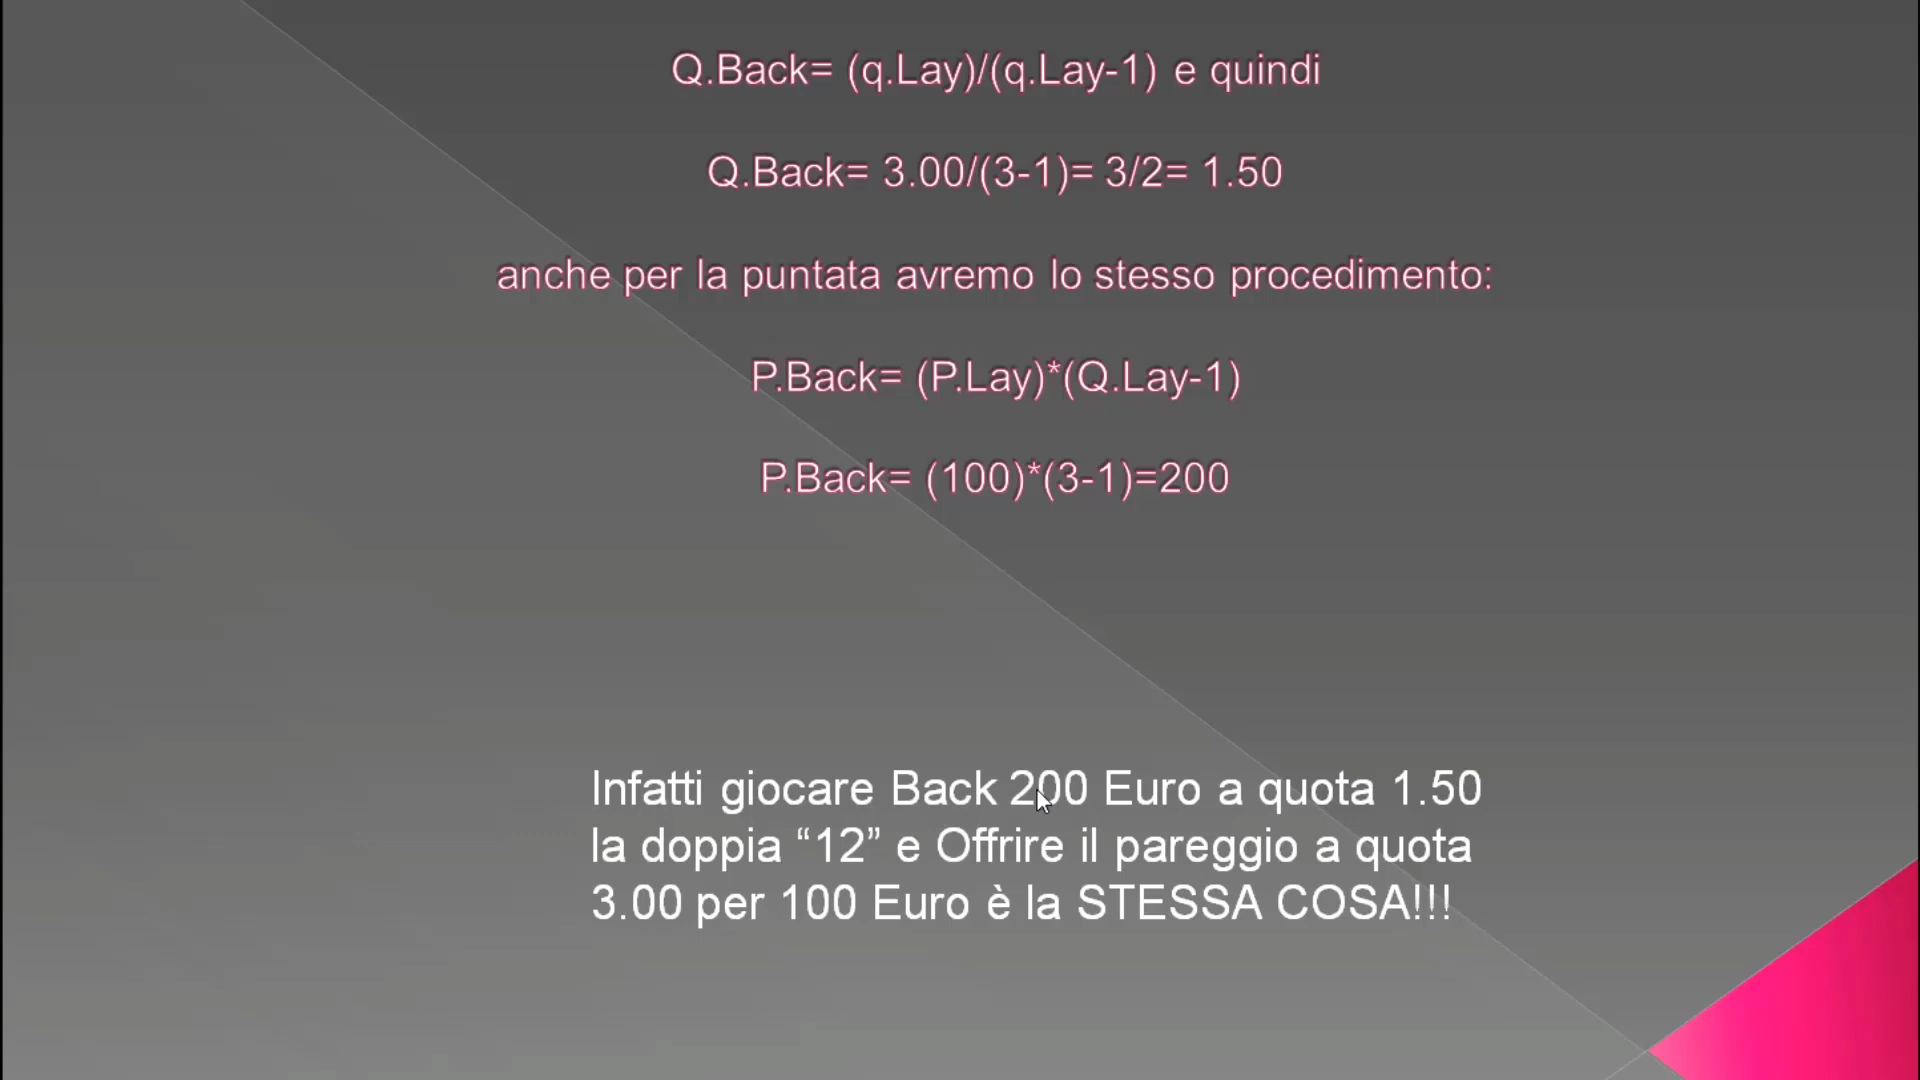 Q.Back= (q.Lay)/(q.Lay-1) e quindi
Q.Back= 3.00/(3-1)= 3/2= 1.50
anche per la puntata avremo lo stesso procedimento:
P.Back= (P.Lay)*(Q.Lay-1)
P.Back= (100)*(3-1)=200
Infatti giocare Back 200 Euro a quota 1.50
la doppia “12” e Offrire il pareggio a quota
3.00 per 100 Euro è la STESSA COSA!!!